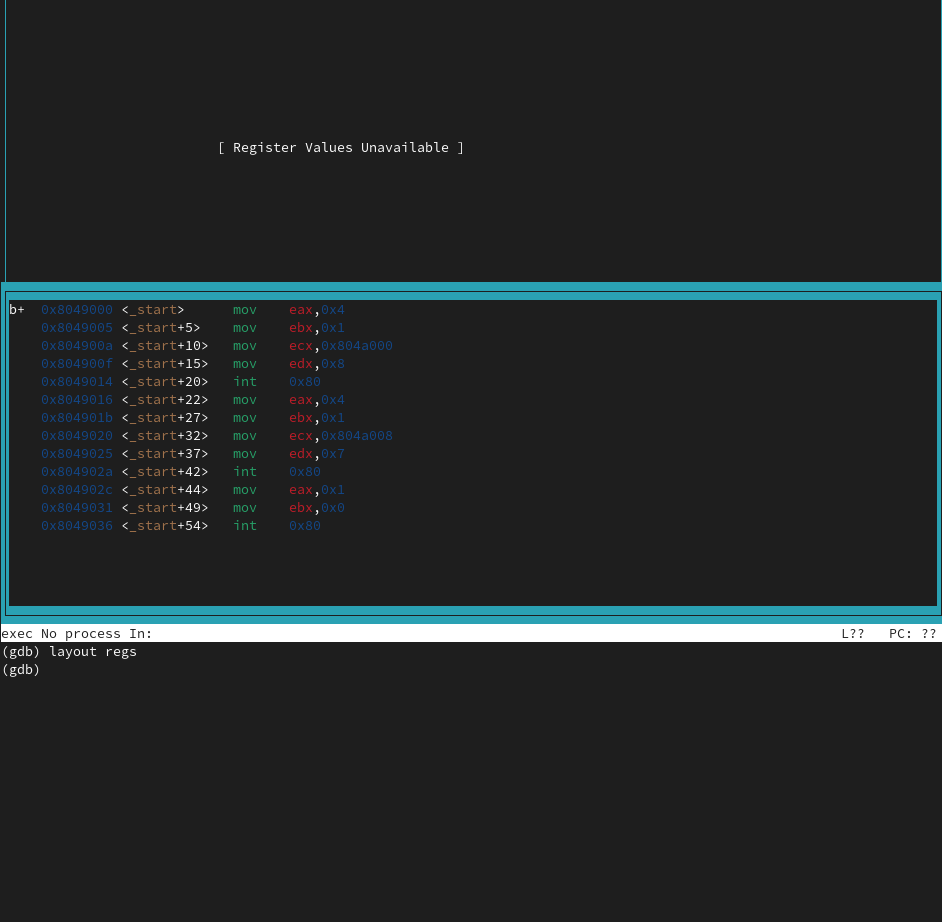 [ Register Values Unavailable ]
b+  0x8049000 <_start>      mov    eax,0x4
    0x8049005 <_start+5>    mov    ebx,0x1
    0x804900a <_start+10>   mov    ecx,0x804a000
    0x804900f <_start+15>   mov    edx,0x8
    0x8049014 <_start+20>   int    0x80
    0x8049016 <_start+22>   mov    eax,0x4
    0x804901b <_start+27>   mov    ebx,0x1
    0x8049020 <_start+32>   mov    ecx,0x804a008
    0x8049025 <_start+37>   mov    edx,0x7
    0x804902a <_start+42>   int    0x80
    0x804902c <_start+44>   mov    eax,0x1
    0x8049031 <_start+49>   mov    ebx,0x0
    0x8049036 <_start+54>   int    0x80
exec No process In:    L??   PC: ??
(gdb) layout regs
(gdb)